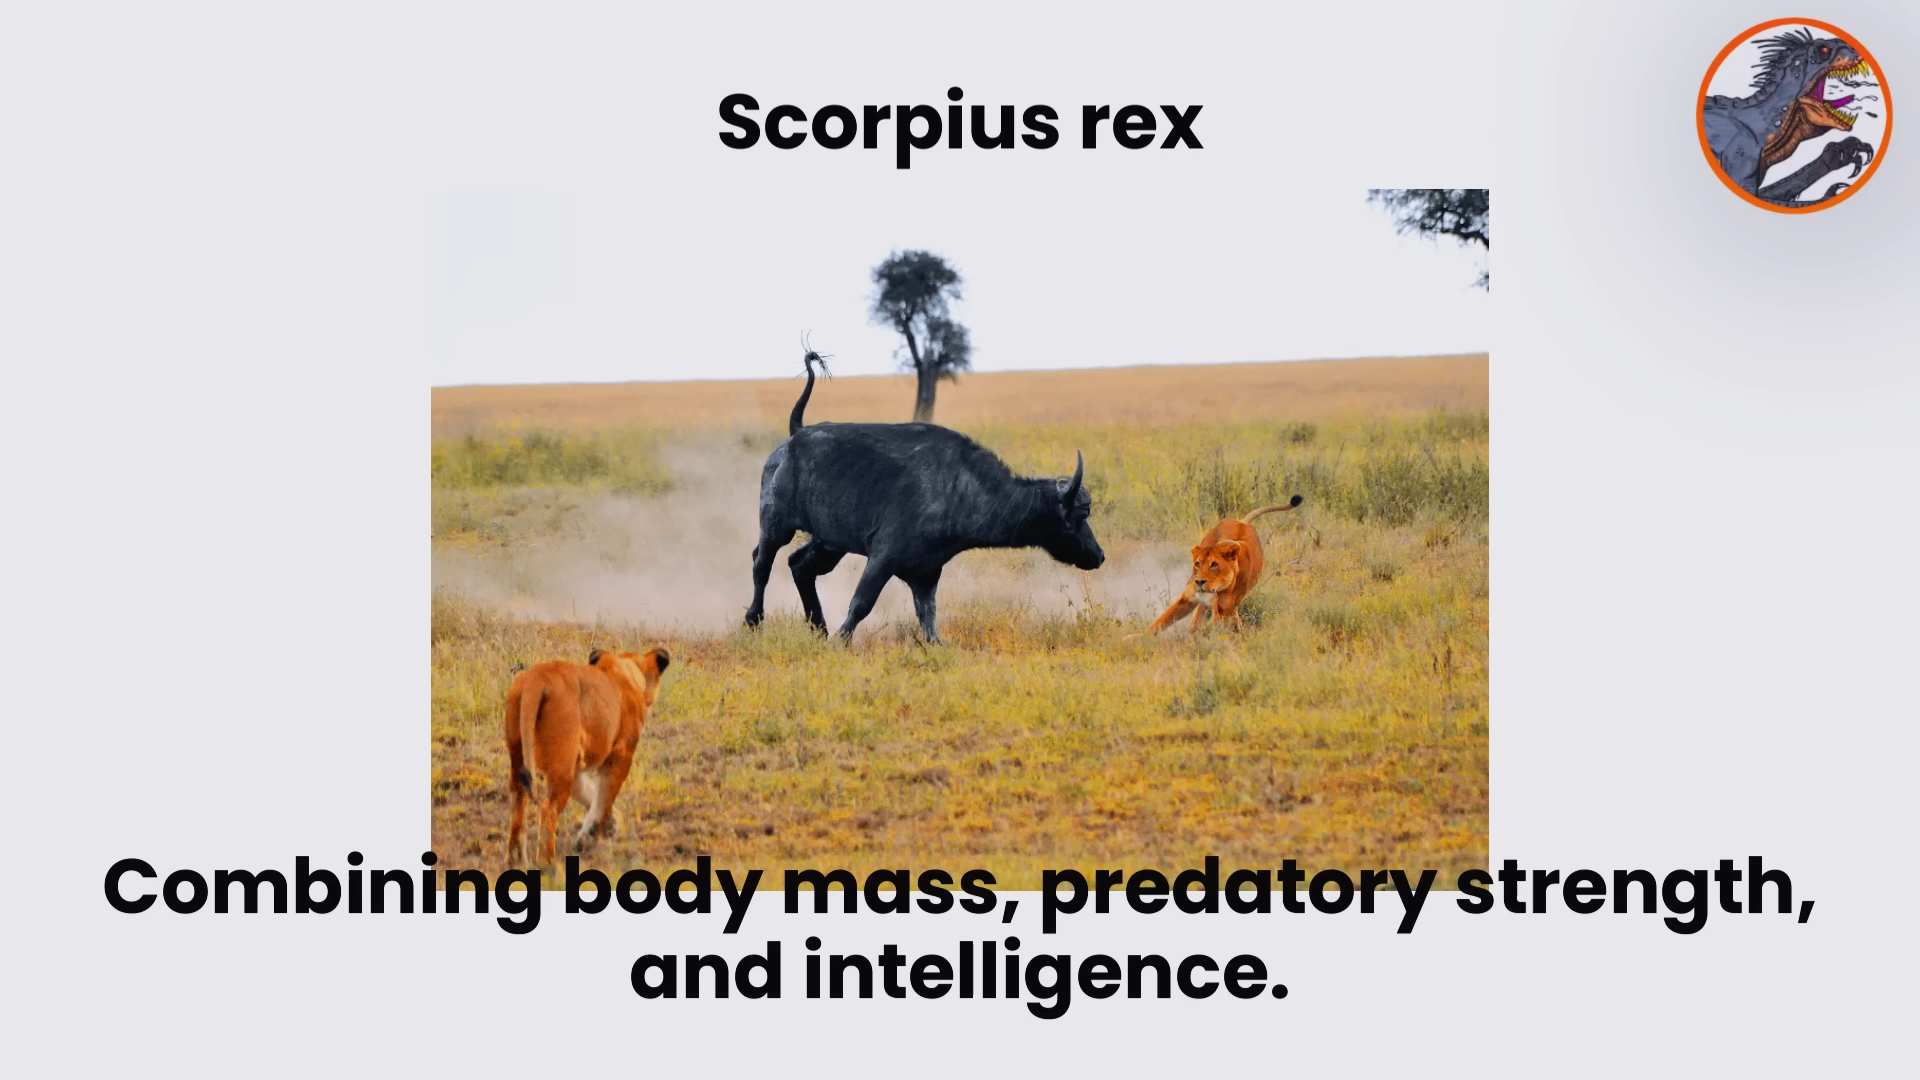 Scorpius rex
Combining body mass, predatory strength,
and intelligence.